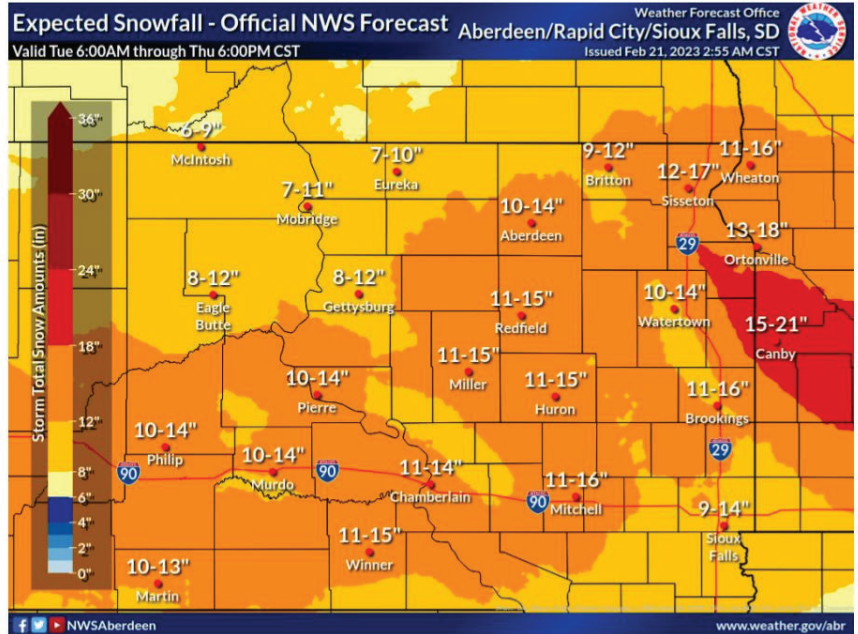 Expected Snowfall - Official NWS Forecast
Valid Tue 6:00AM through Thu 6:00PM CST
Weather Forecast Office
Aberdeen/Rapid City/Sioux Falls, SD
Issued Feb 21, 2023 2:55 AM CST
Storm Total Snow Amounts (in)
36"
30"
24"
18"
12"
8"
6"
4"
2"
0"
6-9"
McIntosh
7-10"
Eureka
9-12"
Britton
11-16"
Wheaton
12-17"
Sisseton
7-11"
Mobridge
10-14"
Aberdeen
29
13-18"
Ortonville
8-12"
Eagle
Butte
8-12"
Gettysburg
11-15"
Redfield
10-14"
Watertown
15-21"
Canby
11-15"
Miller
10-14"
Pierre
11-15"
Huron
11-16"
Brookings
10-14"
Philip
90
10-14"
Murdo
90
11-14"
Chamberlain
90
11-16"
Mitchell
29
9-14"
Sioux
Falls
11-15"
Winner
10-13"
Martin
NWSAberdeen
www.weather.gov/abr